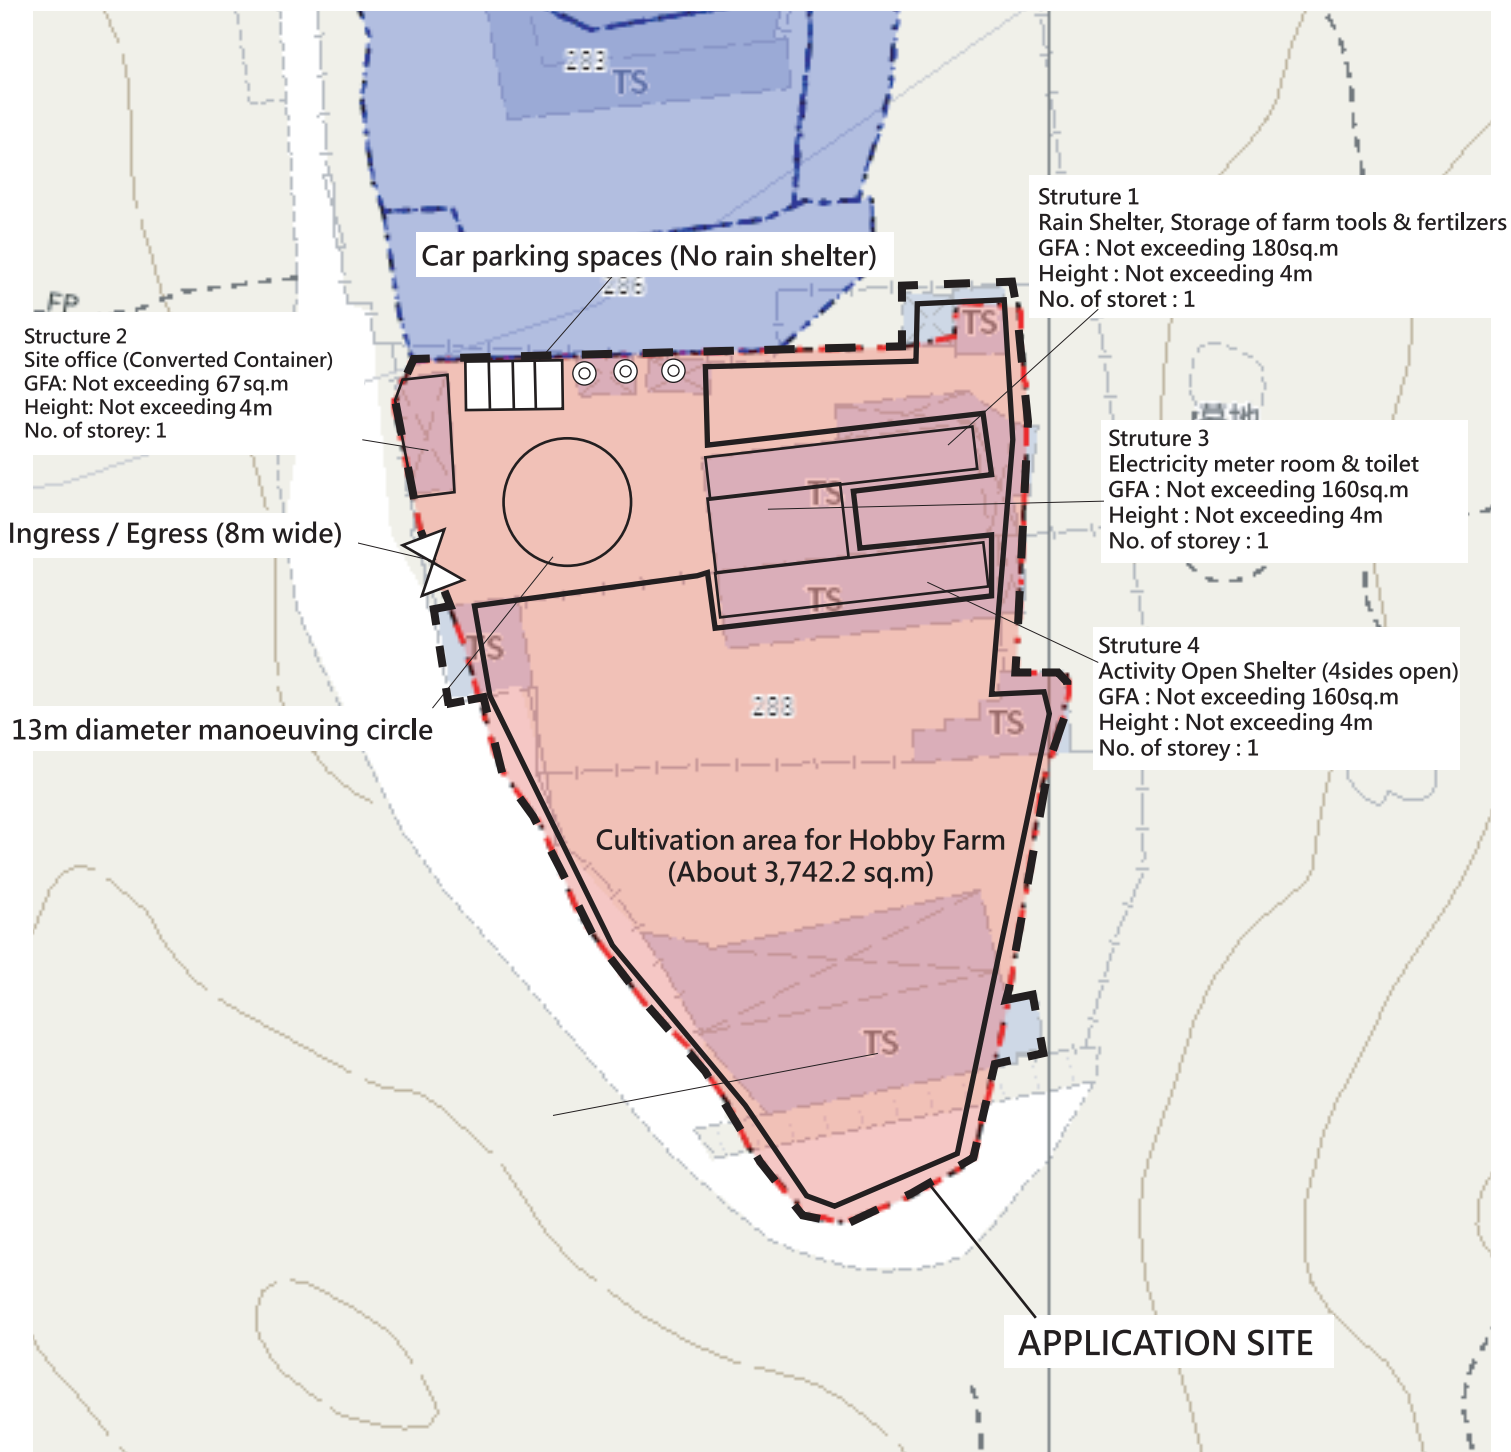 283
TS
Struture 1
Rain Shelter, Storage of farm tools & fertilzers
GFA : Not exceeding 180sq.m
Height : Not exceeding 4m
No. of storet : 1
Car parking spaces (No rain shelter)
286
FP
TS
Structure 2
Site office (Converted Container)
GFA: Not exceeding 67sq.m
Height: Not exceeding 4m
No. of storey: 1
墓地
Struture 3
Electricity meter room & toilet
GFA : Not exceeding 160sq.m
Height : Not exceeding 4m
No. of storey : 1
TS
Ingress / Egress (8m wide)
TS
TS
Struture 4
Activity Open Shelter (4sides open)
GFA : Not exceeding 160sq.m
Height : Not exceeding 4m
No. of storey : 1
288
TS
13m diameter manoeuving circle
Cultivation area for Hobby Farm
(About 3,742.2 sq.m)
TS
APPLICATION SITE